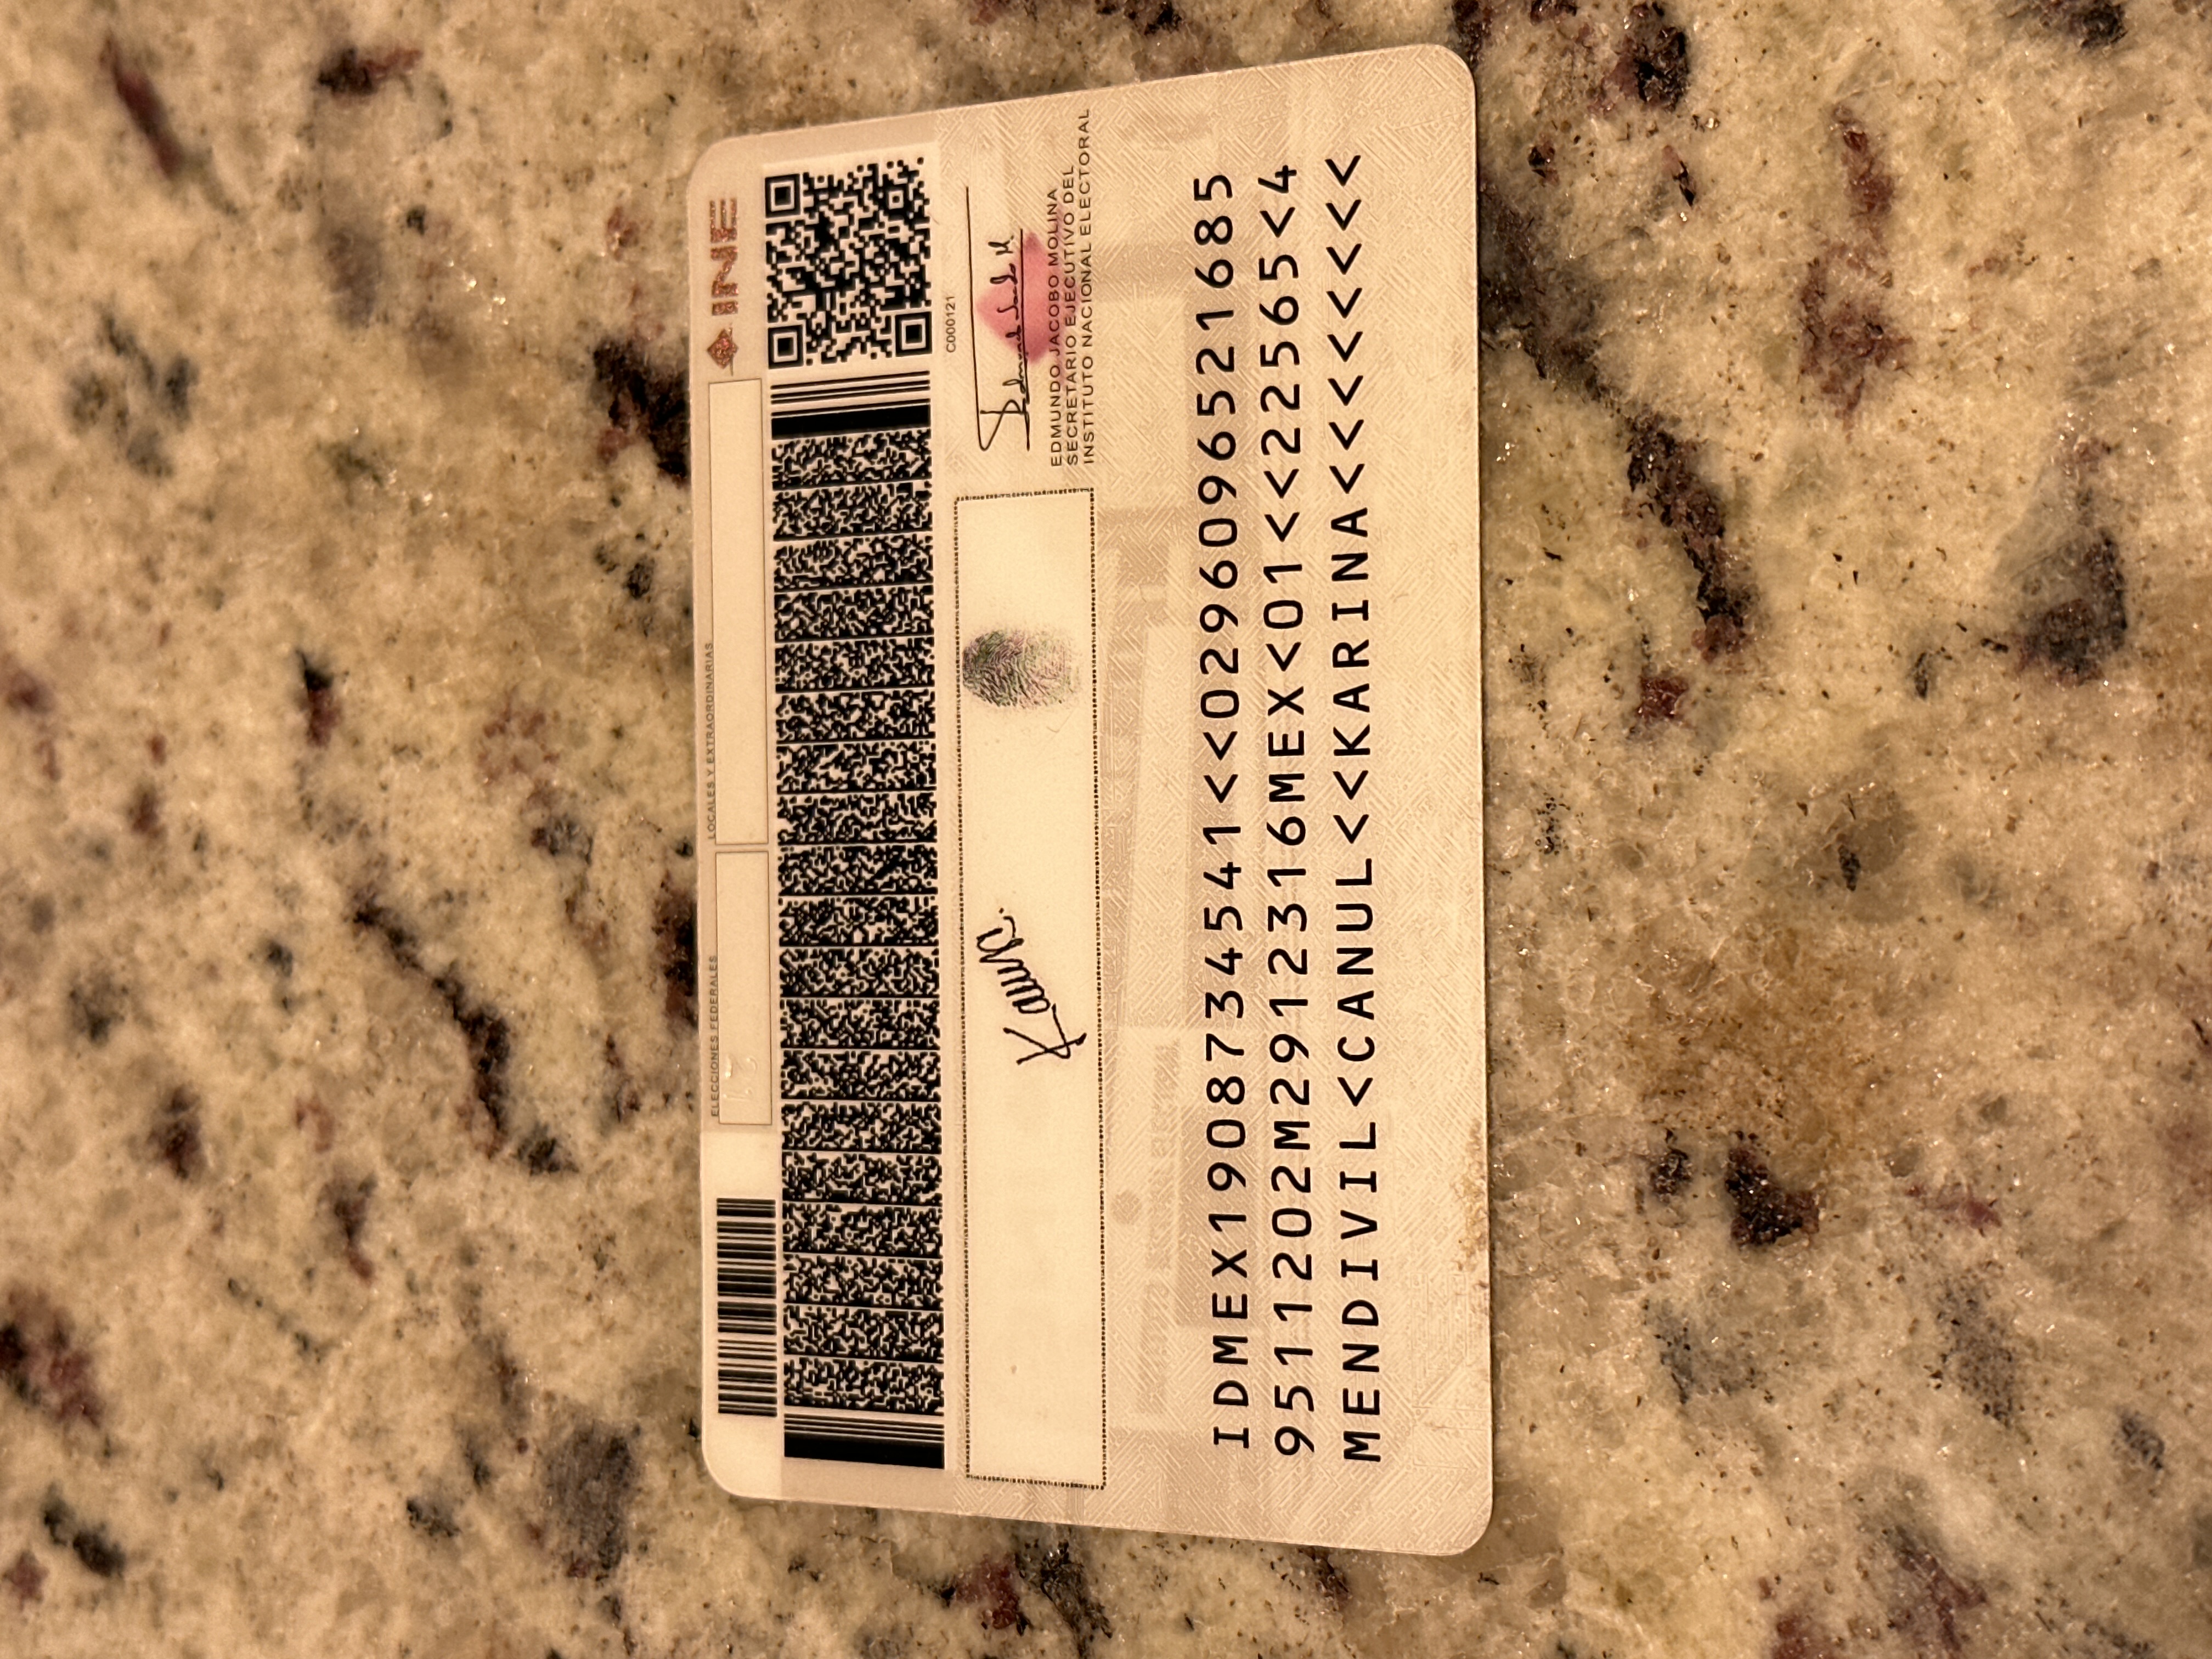 ELECCIONES FEDERALES
LOCALES Y EXTRAORDINARIAS
INE
C000121
Karina.
EDMUNDO JACOBO MOLINA
SECRETARIO EJECUTIVO DEL
INSTITUTO NACIONAL ELECTORAL
IDMEX1908734541<<0296096521685
9511202M2912316MEX<01<<22565<4
MENDIVIL<CANUL<<KARINA<<<<<<<<